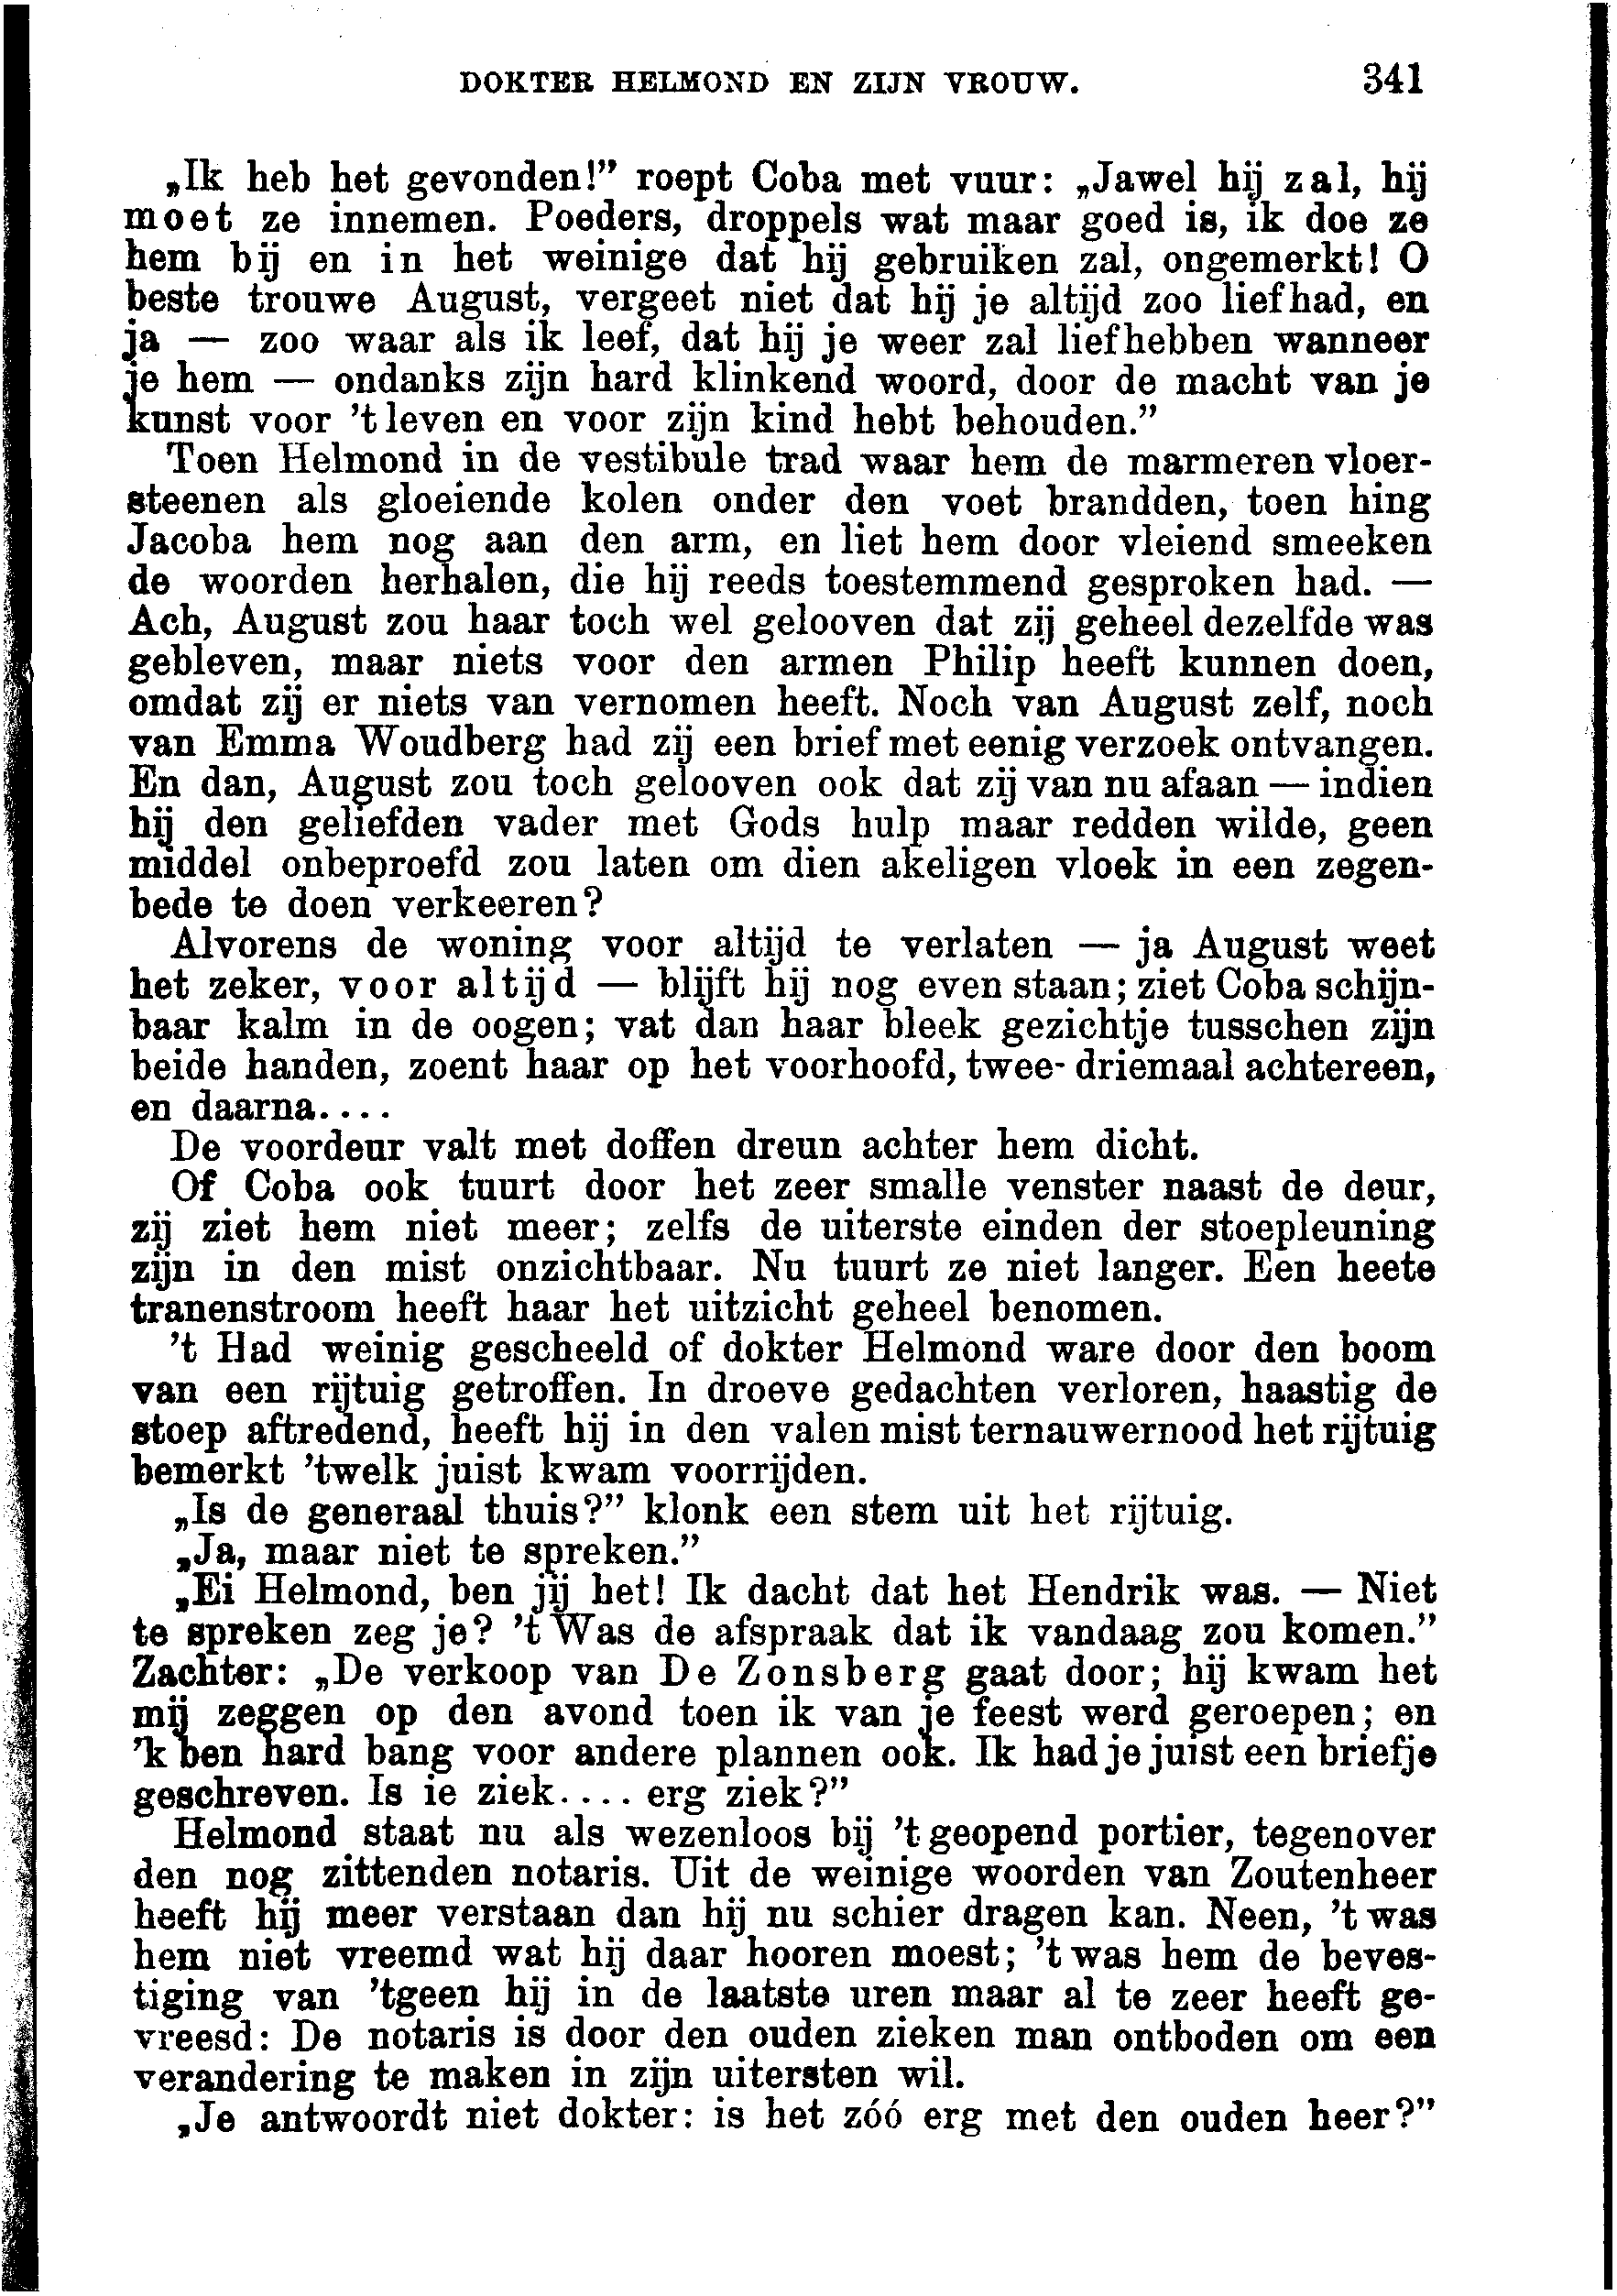 DOKTER HELMOND EN ZIJN VROUW. 341
„Ik heb het gevonden!” roept Coba met vuur: „Jawel hij zal, hij
moet ze innemen. Poeders, droppels wat maar goed is, ik doe ze
hem bij en in het weinige dat hij gebruiken zal, ongemerkt! O
beste trouwe August, vergeet niet dat hij je altijd zoo liefhad, en
ja — zoo waar als ik leef, dat hij je weer zal liefhebben wanneer
je hem — ondanks zijn hard klinkend woord, door de macht van je
kunst voor 't leven en voor zijn kind hebt behouden.”
Toen Helmond in de vestibule trad waar hem de marmeren vloer-
steenen als gloeiende kolen onder den voet brandden, toen hing
Jacoba hem nog aan den arm, en liet hem door vleiend smeeken
de woorden herhalen, die hij reeds toestemmend gesproken had. —
Ach, August zou haar toch wel gelooven dat zij geheel dezelfde was
gebleven, maar niets voor den armen Philip heeft kunnen doen,
omdat zij er niets van vernomen heeft. Noch van August zelf, noch
van Emma Woudberg had zij een brief met eenig verzoek ontvangen.
En dan, August zou toch gelooven ook dat zij van nu afaan — indien
hij den geliefden vader met Gods hulp maar redden wilde, geen
middel onbeproefd zou laten om dien akeligen vloek in een zegen-
bede te doen verkeeren?
Alvorens de woning voor altijd te verlaten — ja August weet
het zeker, voor altijd — blijft hij nog even staan; ziet Coba schijn-
baar kalm in de oogen; vat dan haar bleek gezichtje tusschen zijn
beide handen, zoent haar op het voorhoofd, twee- driemaal achtereen,
en daarna....
De voordeur valt met doffen dreun achter hem dicht.
Of Coba ook tuurt door het zeer smalle venster naast de deur,
zij ziet hem niet meer; zelfs de uiterste einden der stoepleuning
zijn in den mist onzichtbaar. Nu tuurt ze niet langer. Een heete
tranenstroom heeft haar het uitzicht geheel benomen.
't Had weinig gescheeld of dokter Helmond ware door den boom
van een rijtuig getroffen. In droeve gedachten verloren, haastig de
stoep aftredend, heeft hij in den valen mist ternauwernood het rijtuig
bemerkt 'twelk juist kwam voorrijden.
„Is de generaal thuis?” klonk een stem uit het rijtuig.
„Ja, maar niet te spreken.”
„Ei Helmond, ben jij het! Ik dacht dat het Hendrik was. — Niet
te spreken zeg je? 't Was de afspraak dat ik vandaag zou komen.”
Zachter: „De verkoop van De Zonsberg gaat door; hij kwam het
mij zeggen op den avond toen ik van je feest werd geroepen; en
'k ben hard bang voor andere plannen ook. Ik had je juist een briefje
geschreven. Is ie ziek.... erg ziek?”
Helmond staat nu als wezenloos bij 't geopend portier, tegenover
den nog zittenden notaris. Uit de weinige woorden van Zoutenheer
heeft hij meer verstaan dan hij nu schier dragen kan. Neen, 't was
hem niet vreemd wat hij daar hooren moest; 't was hem de beves-
tiging van 'tgeen hij in de laatste uren maar al te zeer heeft ge-
vreesd: De notaris is door den ouden zieken man ontboden om een
verandering te maken in zijn uitersten wil.
„Je antwoordt niet dokter: is het zóó erg met den ouden heer?”